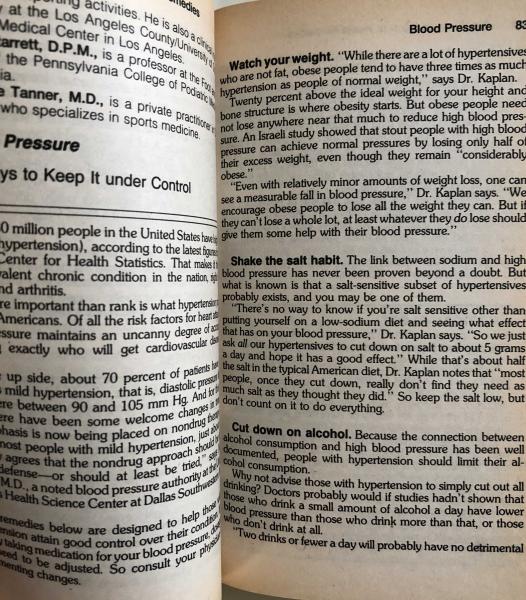 emedies
orting activities. He is also a clinical
y at the Los Angeles County/University of
Medical Center in Los Angeles.
arrett, D.P.M., is a professor at the Foot
the Pennsylvania College of Podiatric
ia.
e Tanner, M.D., is a private practitioner
who specializes in sports medicine.
Pressure
ys to Keep It under Control
0 million people in the United States have
hypertension), according to the latest figures
Center for Health Statistics. That makes it
valent chronic condition in the nation,
nd arthritis.
re important than rank is what hypertension
Americans. Of all the risk factors for heart
ssure maintains an uncanny degree of
exactly who will get cardiovascular
up side, about 70 percent of patients
mild hypertension, that is, diastolic pressure
ere between 90 and 105 mm Hg. And for
ere have been some welcome changes in
phasis is now being placed on nondrug
most people with mild hypertension, just
agrees that the nondrug approach should
defense—or should at least be tried," says
M.D., a noted blood pressure authority at the
Health Science Center at Dallas Southwestern
remedies below are designed to help those
nsion attain good control over their condition.
taking medication for your blood pressure,
eed to be adjusted. So consult your physician
menting changes.
Blood Pressure 83
Watch your weight. "While there are a lot of hypertensives
who are not fat, obese people tend to have three times as much
hypertension as people of normal weight," says Dr. Kaplan.
Twenty percent above the ideal weight for your height and
bone structure is where obesity starts. But obese people need
not lose anywhere near that much to reduce high blood pres-
sure. An Israeli study showed that stout people with high blood
pressure can achieve normal pressures by losing only half of
their excess weight, even though they remain "considerably
obese."
"Even with relatively minor amounts of weight loss, one can
see a measurable fall in blood pressure," Dr. Kaplan says. "We
encourage obese people to lose all the weight they can. But if
they can't lose a whole lot, at least whatever they do lose should
give them some help with their blood pressure."
Shake the salt habit. The link between sodium and high
blood pressure has never been proven beyond a doubt. But
what is known is that a salt-sensitive subset of hypertensives
probably exists, and you may be one of them.
"There's no way to know if you're salt sensitive other than
putting yourself on a low-sodium diet and seeing what effect
that has on your blood pressure," Dr. Kaplan says. "So we just
ask all our hypertensives to cut down on salt to about 5 grams
a day and hope it has a good effect." While that's about half
the salt in the typical American diet, Dr. Kaplan notes that "most
people, once they cut down, really don't find they need as
much salt as they thought they did." So keep the salt low, but
don't count on it to do everything.
Cut down on alcohol. Because the connection between
alcohol consumption and high blood pressure has been well
documented, people with hypertension should limit their al-
cohol consumption.
Why not advise those with hypertension to simply cut out all
drinking? Doctors probably would if studies hadn't shown that
those who drink a small amount of alcohol a day have lower
blood pressure than those who drink more than that, or those
who don't drink at all.
"Two drinks or fewer a day will probably have no detrimental